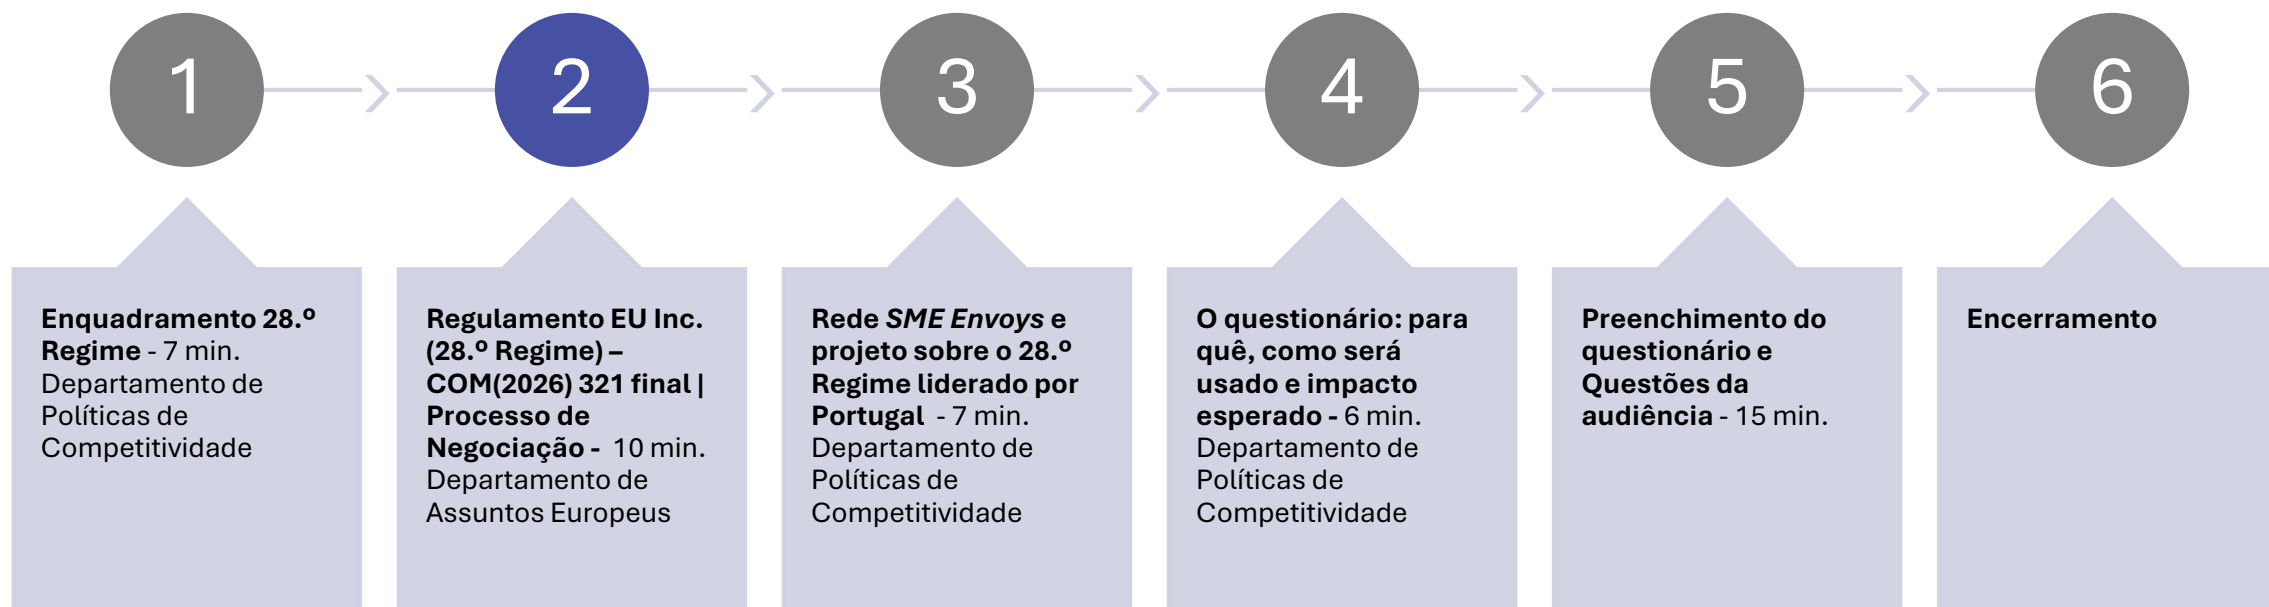 1
2
3
4
5
6
Enquadramento 28.º
Regime - 7 min.
Departamento de
Políticas de
Competitividade
Regulamento EU Inc.
(28.º Regime) –
COM(2026) 321 final |
Processo de
Negociação - 10 min.
Departamento de
Assuntos Europeus
Rede SME Envoys e
projeto sobre o 28.º
Regime liderado por
Portugal - 7 min.
Departamento de
Políticas de
Competitividade
O questionário: para
quê, como será
usado e impacto
esperado - 6 min.
Departamento de
Políticas de
Competitividade
Preenchimento do
questionário e
Questões da
audiência - 15 min.
Encerramento